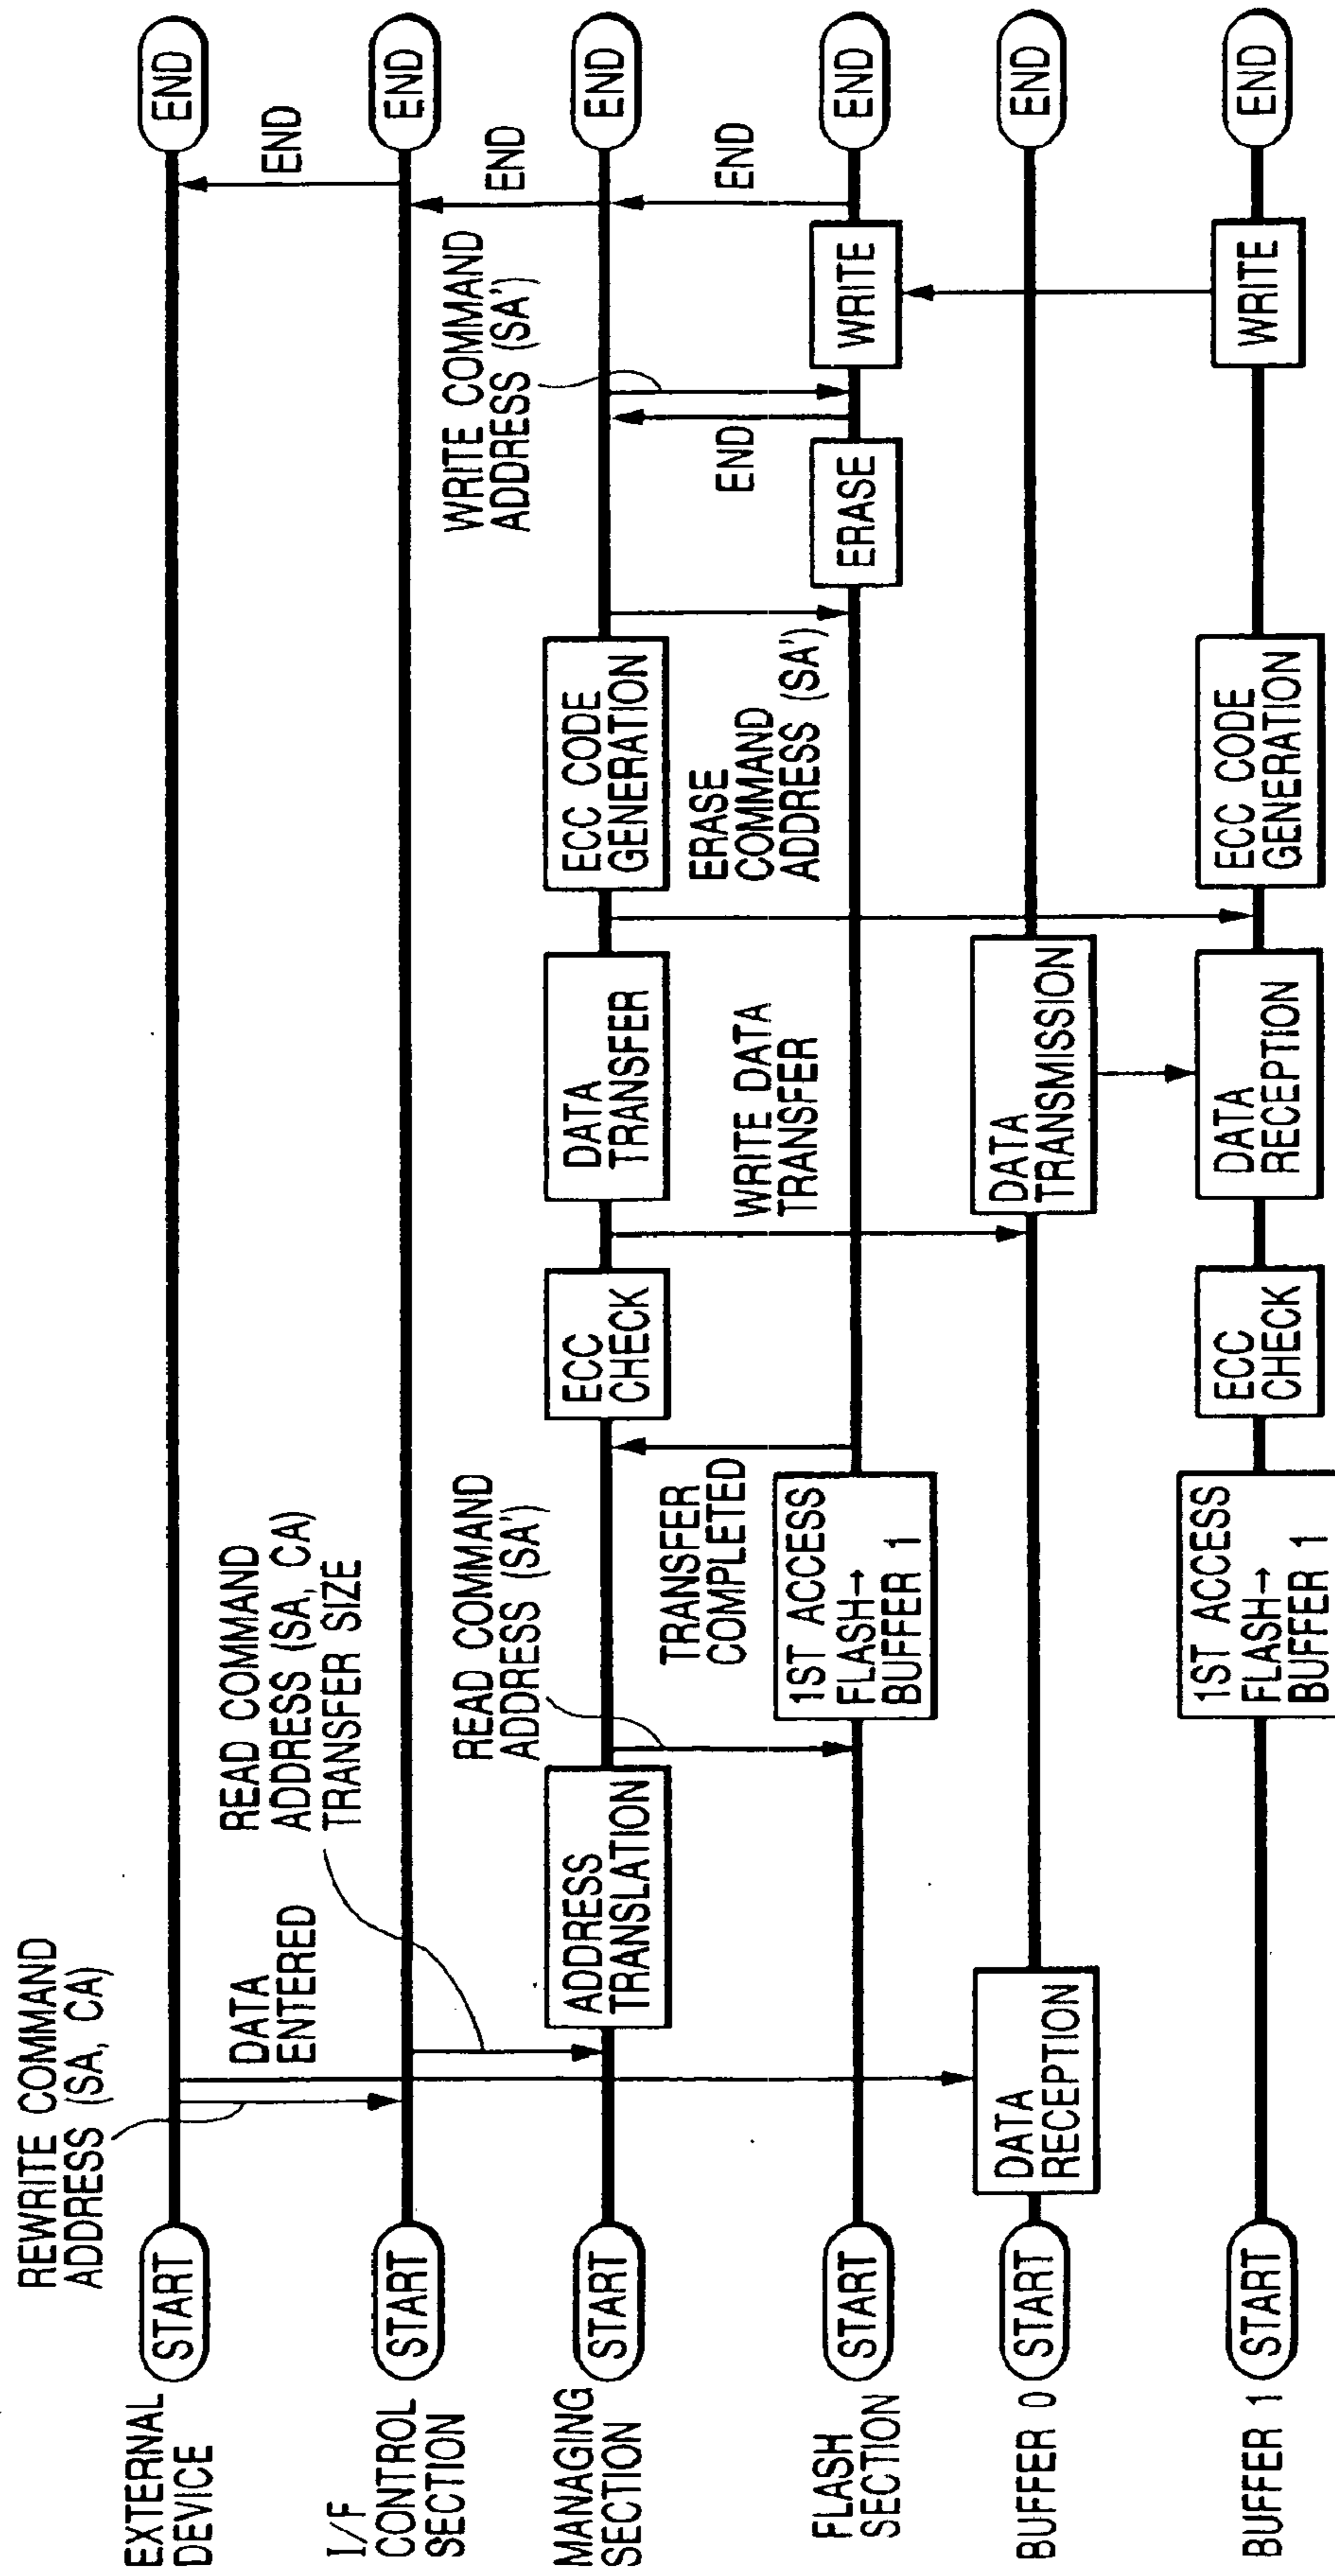 EXTERNAL
DEVICE
START
REWRITE COMMAND
ADDRESS (SA, CA)
DATA
ENTERED
END
END
I/F
CONTROL
SECTION
START
READ COMMAND
ADDRESS (SA, CA)
TRANSFER SIZE
END
END
MANAGING
SECTION
START
ADDRESS
TRANSLATION
READ COMMAND
ADDRESS (SA')
ECC
CHECK
DATA
TRANSFER
ECC CODE
GENERATION
WRITE COMMAND
ADDRESS (SA')
END
TRANSFER
COMPLETED
WRITE DATA
TRANSFER
ERASE
COMMAND
ADDRESS (SA')
END
END
FLASH
SECTION
START
1ST ACCESS
FLASH→
BUFFER 1
ERASE
WRITE
END
BUFFER 0
START
DATA
RECEPTION
DATA
TRANSMISSION
END
BUFFER 1
START
1ST ACCESS
FLASH→
BUFFER 1
ECC
CHECK
DATA
RECEPTION
ECC CODE
GENERATION
WRITE
END